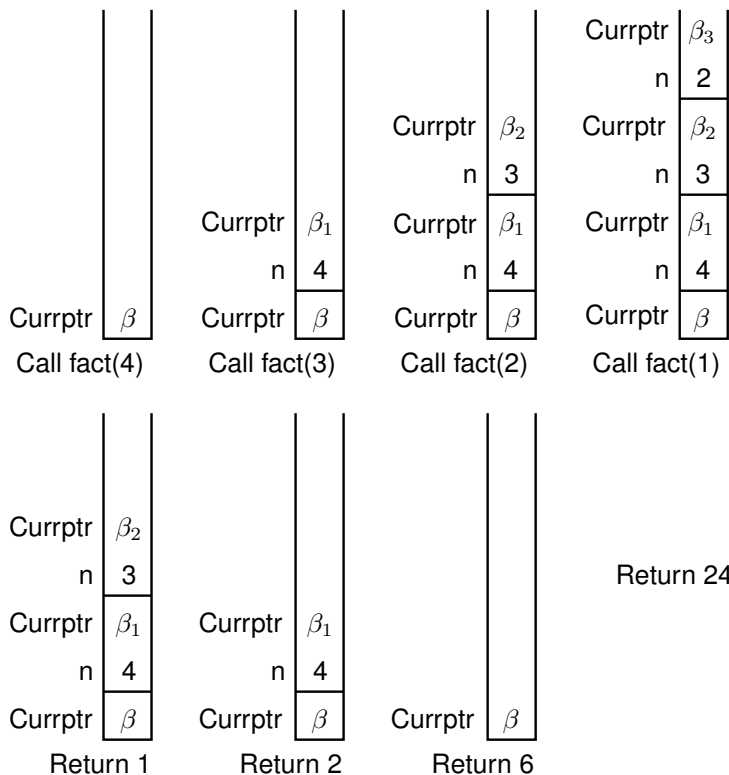 Currptr β₃
n 2
Currptr β₂ Currptr β₂
n 3 n 3
Currptr β₁ Currptr β₁ Currptr β₁
n 4 n 4 n 4
Currptr β Currptr β Currptr β Currptr β
Call fact(4) Call fact(3) Call fact(2) Call fact(1)
Currptr β₂
n 3 Return 24
Currptr β₁ Currptr β₁
n 4 n 4
Currptr β Currptr β Currptr β
Return 1 Return 2 Return 6